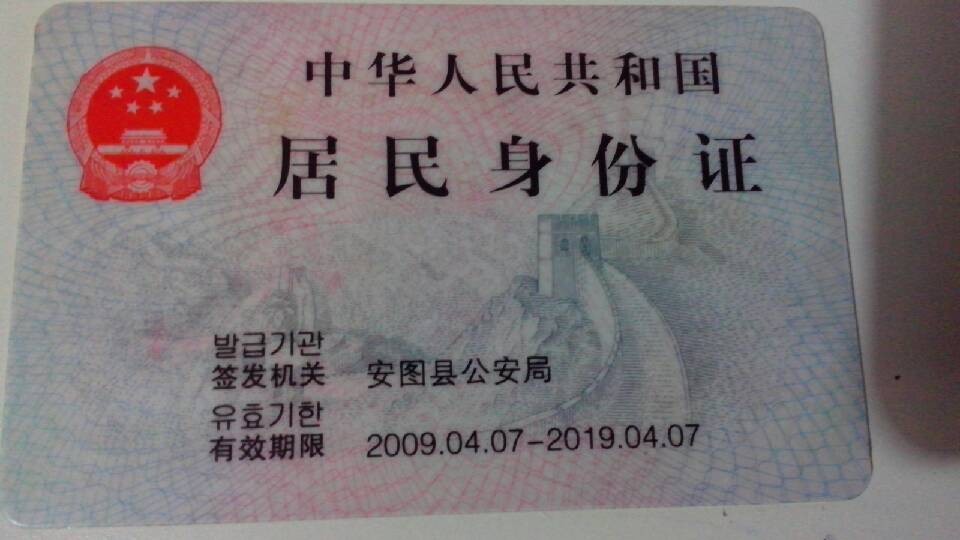 中华人民共和国
居民身份证
발급기관
签发机关 安图县公安局
유효기한
有效期限 2009.04.07-2019.04.07